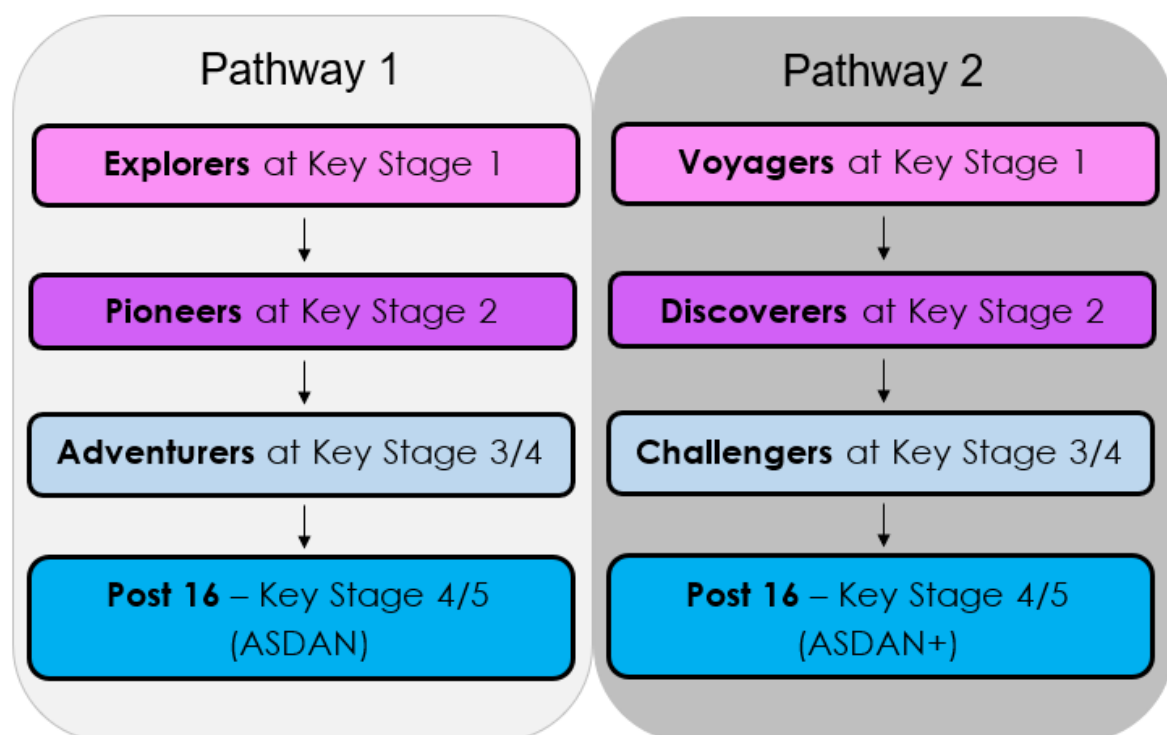 Pathway 1
Explorers at Key Stage 1
Pioneers at Key Stage 2
Adventurers at Key Stage 3/4
Post 16 – Key Stage 4/5
(ASDAN)
Pathway 2
Voyagers at Key Stage 1
Discoverers at Key Stage 2
Challengers at Key Stage 3/4
Post 16 – Key Stage 4/5
(ASDAN+)